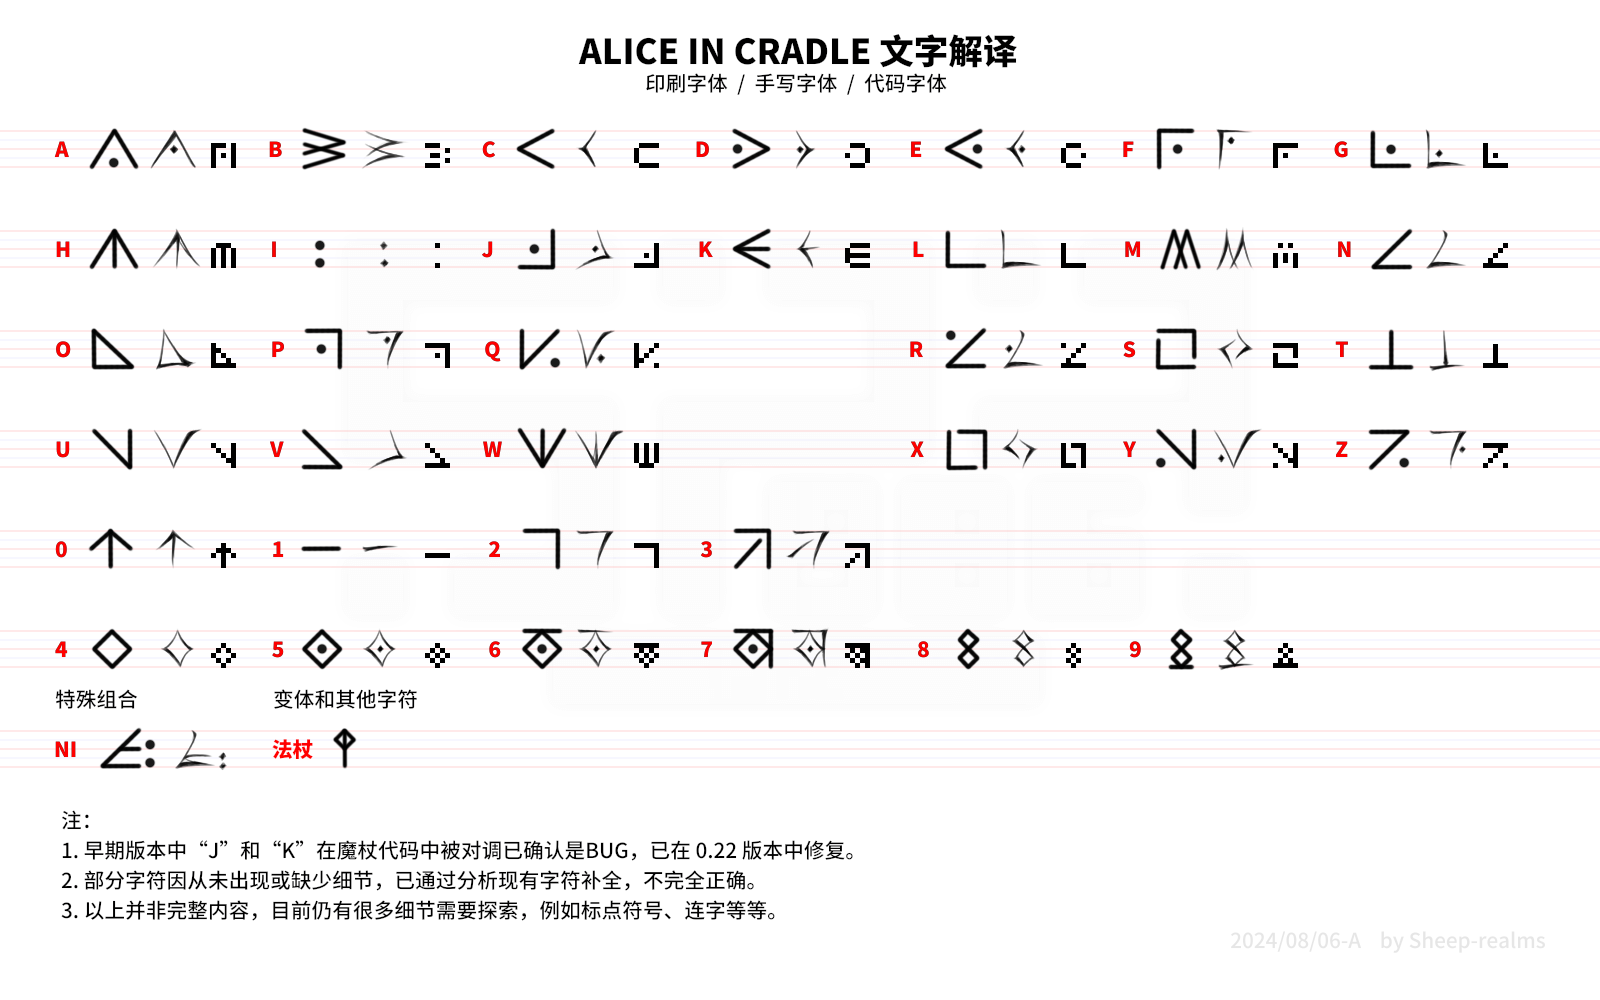 ALICE IN CRADLE 文字解译
印刷字体 / 手写字体 / 代码字体
A B C D E F G
H I J K L M N
O P Q R S T
U V W X Y Z
0 1 2 3
4 5 6 7 8 9
特殊组合 变体和其他字符
NI 法杖
注：
1. 早期版本中“J”和“K”在魔杖代码中被对调已确认是BUG，已在 0.22 版本中修复。
2. 部分字符因从未出现或缺少细节，已通过分析现有字符补全，不完全正确。
3. 以上并非完整内容，目前仍有很多细节需要探索，例如标点符号、连字等等。
2024/08/06-A by Sheep-realms